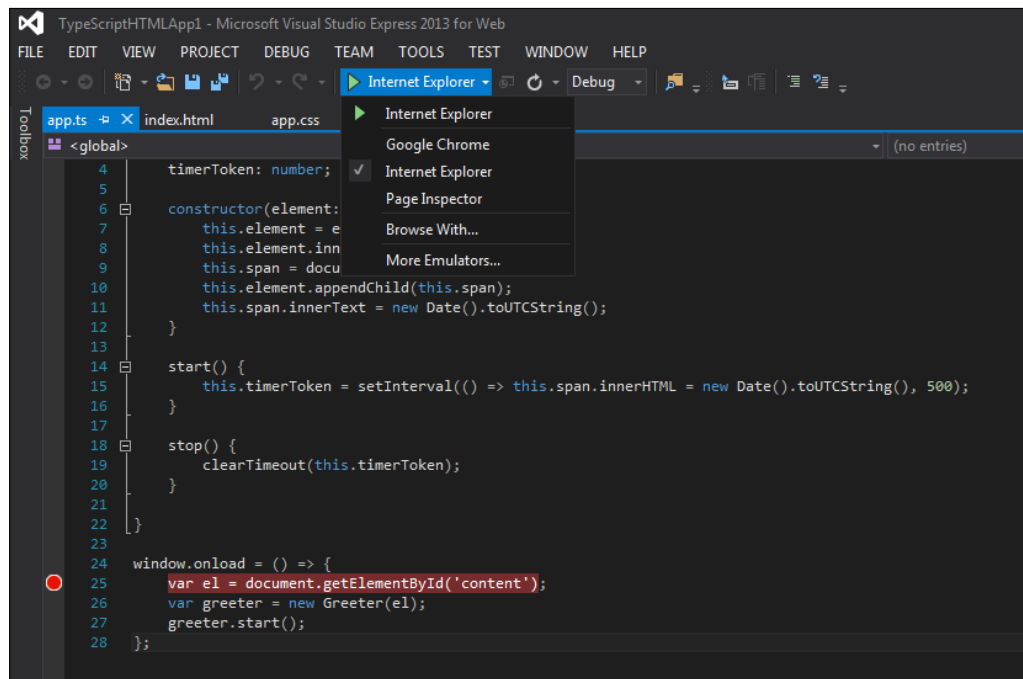 TypeScriptHTMLApp1 - Microsoft Visual Studio Express 2013 for Web
FILE EDIT VIEW PROJECT DEBUG TEAM TOOLS TEST WINDOW HELP
Internet Explorer Debug
Toolbox
app.ts index.html app.css
<global> (no entries)
Internet Explorer
Google Chrome
Internet Explorer
Page Inspector
Browse With...
More Emulators...
4 timerToken: number;
5
6 constructor(element:
7 this.element = e
8 this.element.inn
9 this.span = docu
10 this.element.appendChild(this.span);
11 this.span.innerText = new Date().toUTCString();
12 }
13
14 start() {
15 this.timerToken = setInterval(() => this.span.innerHTML = new Date().toUTCString(), 500);
16 }
17
18 stop() {
19 clearTimeout(this.timerToken);
20 }
21
22 }
23
24 window.onload = () => {
25 var el = document.getElementById('content');
26 var greeter = new Greeter(el);
27 greeter.start();
28 };